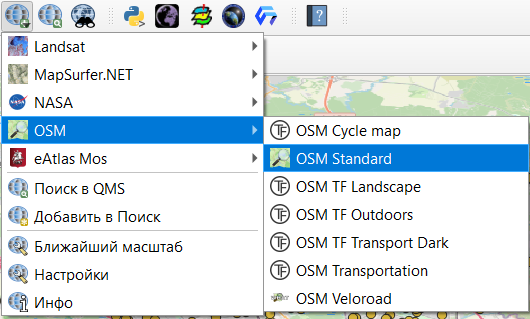 Landsat
MapSurfer.NET
NASA
OSM
eAtlas Mos
Поиск в QMS
Добавить в Поиск
Ближайший масштаб
Настройки
Инфо
OSM Cycle map
OSM Standard
OSM TF Landscape
OSM TF Outdoors
OSM TF Transport Dark
OSM Transportation
OSM Veloroad